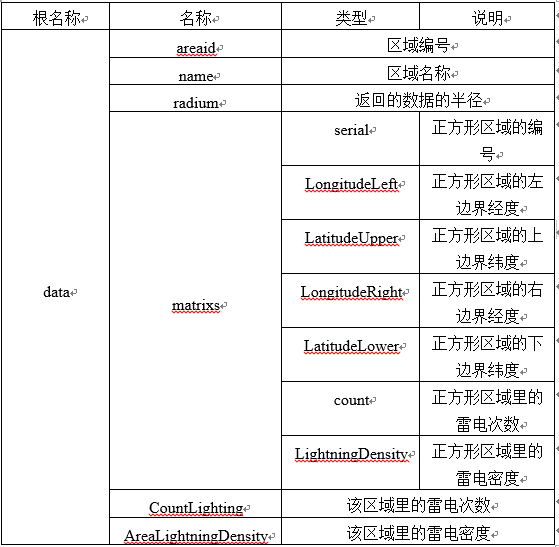 根名称 名称 类型 说明
areaid 区域编号
name 区域名称
radium 返回的数据的半径
serial 正方形区域的编
号
LongitudeLeft 正方形区域的左
边界经度
LatitudeUpper 正方形区域的上
边界纬度
data matrixs LongitudeRight 正方形区域的右
边界经度
LatitudeLower 正方形区域的下
边界纬度
count 正方形区域里的
雷电次数
LightningDensity 正方形区域里的
雷电密度
CountLighting 该区域里的雷电次数
AreaLightningDensity 该区域里的雷电密度